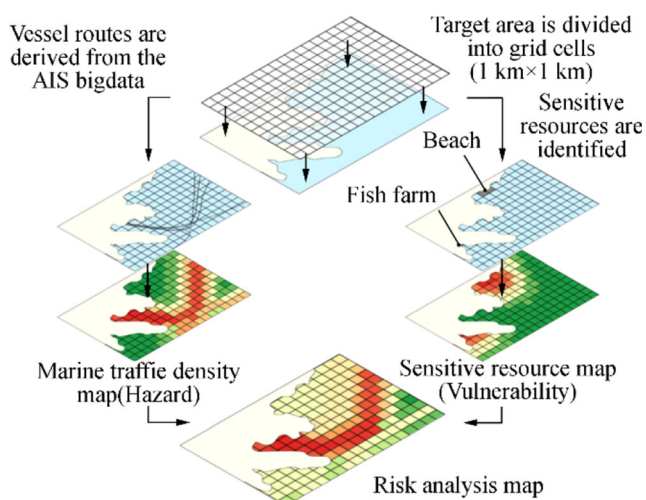 Vessel routes are
derived from the
AIS bigdata
Target area is divided
into grid cells
(1 km×1 km)
Sensitive
resources are
identified
Beach
Fish farm
Marine traffic density
map(Hazard)
Sensitive resource map
(Vulnerability)
Risk analysis map